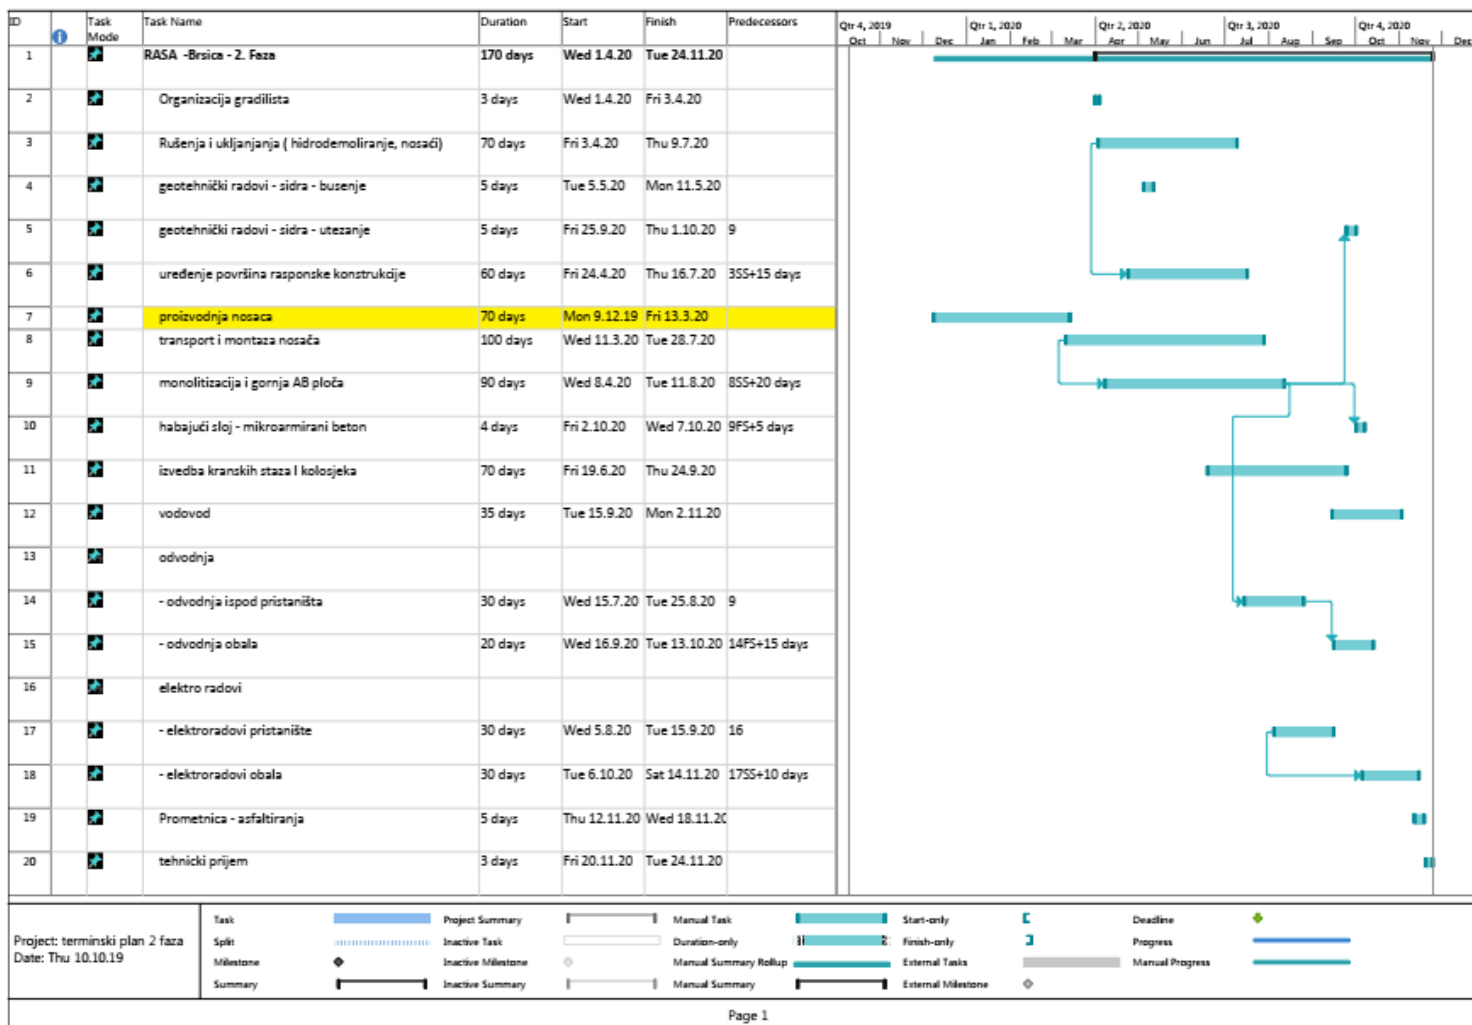 ID Task Mode Task Name Duration Start Finish Predecessors
Qtr 4, 2019 Qtr 1, 2020 Qtr 2, 2020 Qtr 3, 2020 Qtr 4, 2020
Oct Nov Dec Jan Feb Mar Apr May Jun Jul Aug Sep Oct Nov Dec
1 RASA -Brsica - 2. Faza 170 days Wed 1.4.20 Tue 24.11.20
2 Organizacija gradilista 3 days Wed 1.4.20 Fri 3.4.20
3 Rušenja i ukljanjanja ( hidrodemoliranje, nosaći) 70 days Fri 3.4.20 Thu 9.7.20
4 geotehnički radovi - sidra - busenje 5 days Tue 5.5.20 Mon 11.5.20
5 geotehnički radovi - sidra - utezanje 5 days Fri 25.9.20 Thu 1.10.20 9
6 uređenje površina rasponske konstrukcije 60 days Fri 24.4.20 Thu 16.7.20 3SS+15 days
7 proizvodnja nosaca 70 days Mon 9.12.19 Fri 13.3.20
8 transport i montaza nosača 100 days Wed 11.3.20 Tue 28.7.20
9 monolitizacija i gornja AB ploča 90 days Wed 8.4.20 Tue 11.8.20 8SS+20 days
10 habajući sloj - mikroarmirani beton 4 days Fri 2.10.20 Wed 7.10.20 9FS+5 days
11 izvedba kranskih staza I kolosjeka 70 days Fri 19.6.20 Thu 24.9.20
12 vodovod 35 days Tue 15.9.20 Mon 2.11.20
13 odvodnja
14 - odvodnja ispod pristaništa 30 days Wed 15.7.20 Tue 25.8.20 9
15 - odvodnja obala 20 days Wed 16.9.20 Tue 13.10.20 14FS+15 days
16 elektro radovi
17 - elektroradovi pristanište 30 days Wed 5.8.20 Tue 15.9.20 16
18 - elektroradovi obala 30 days Tue 6.10.20 Sat 14.11.20 17SS+10 days
19 Prometnica - asfaltiranja 5 days Thu 12.11.20 Wed 18.11.20
20 tehnicki prijem 3 days Fri 20.11.20 Tue 24.11.20
Project: terminski plan 2 faza
Date: Thu 10.10.19
Task Project Summary Manual Task Start-only Deadline
Split Inactive Task Duration-only Finish-only Progress
Milestone Inactive Milestone Manual Summary Rollup External Tasks Manual Progress
Summary Inactive Summary Manual Summary External Milestone
Page 1